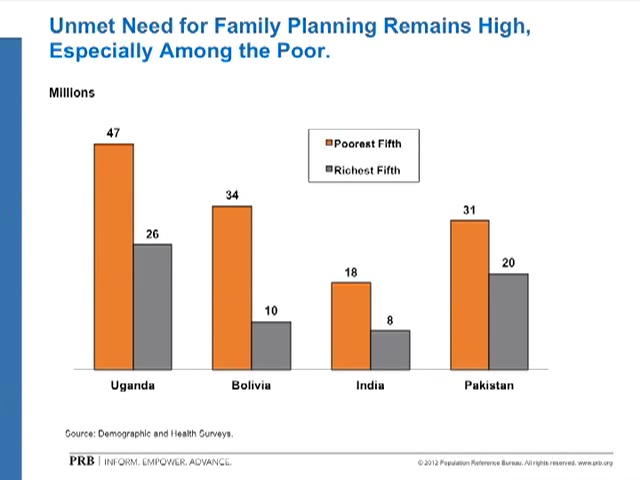 Unmet Need for Family Planning Remains High,
Especially Among the Poor.
Millions
Poorest Fifth
Richest Fifth
47
26
34
10
18
8
31
20
Uganda
Bolivia
India
Pakistan
Source: Demographic and Health Surveys.
PRB | INFORM. EMPOWER. ADVANCE.
© 2012 Population Reference Bureau. All rights reserved. www.prb.org